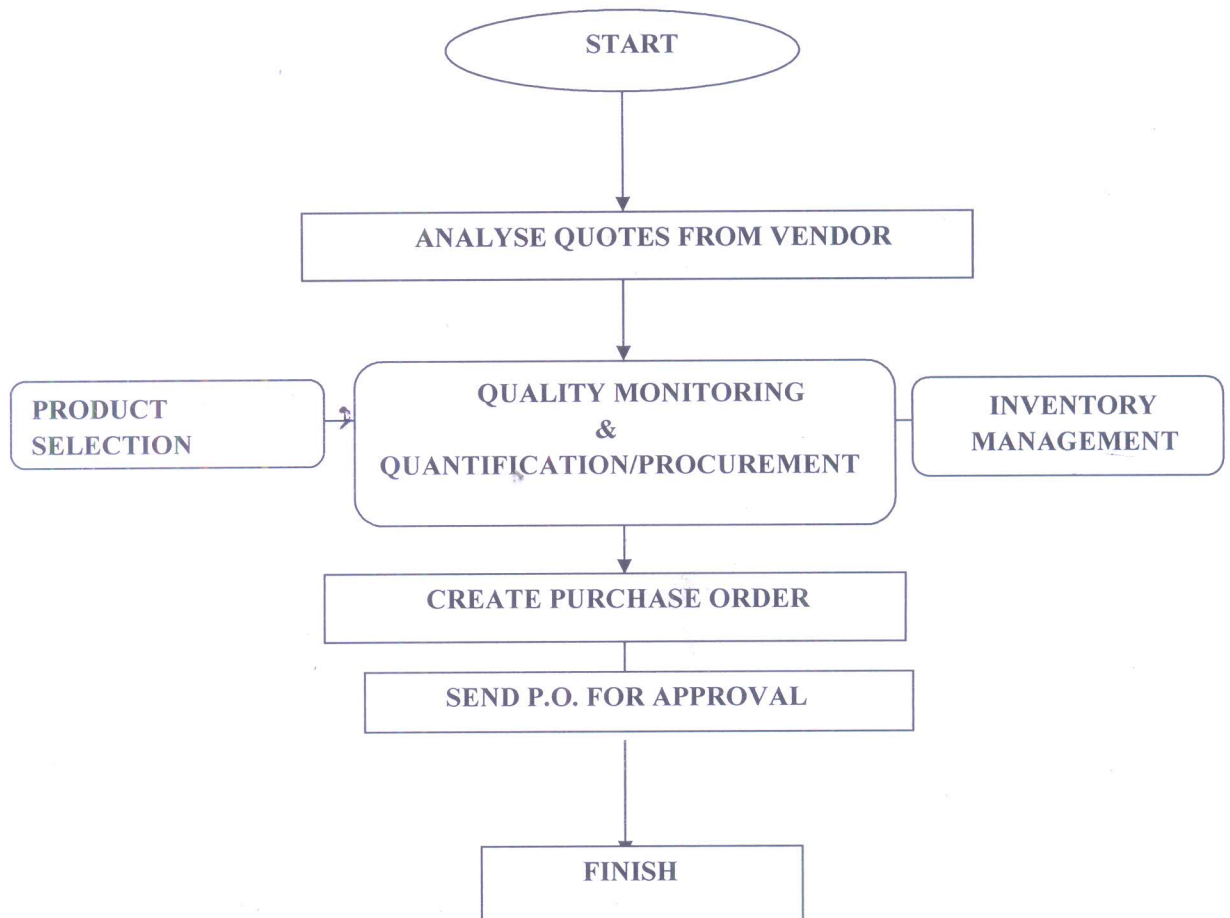 START
ANALYSE QUOTES FROM VENDOR
PRODUCT
SELECTION
QUALITY MONITORING
&
QUANTIFICATION/PROCUREMENT
INVENTORY
MANAGEMENT
CREATE PURCHASE ORDER
SEND P.O. FOR APPROVAL
FINISH